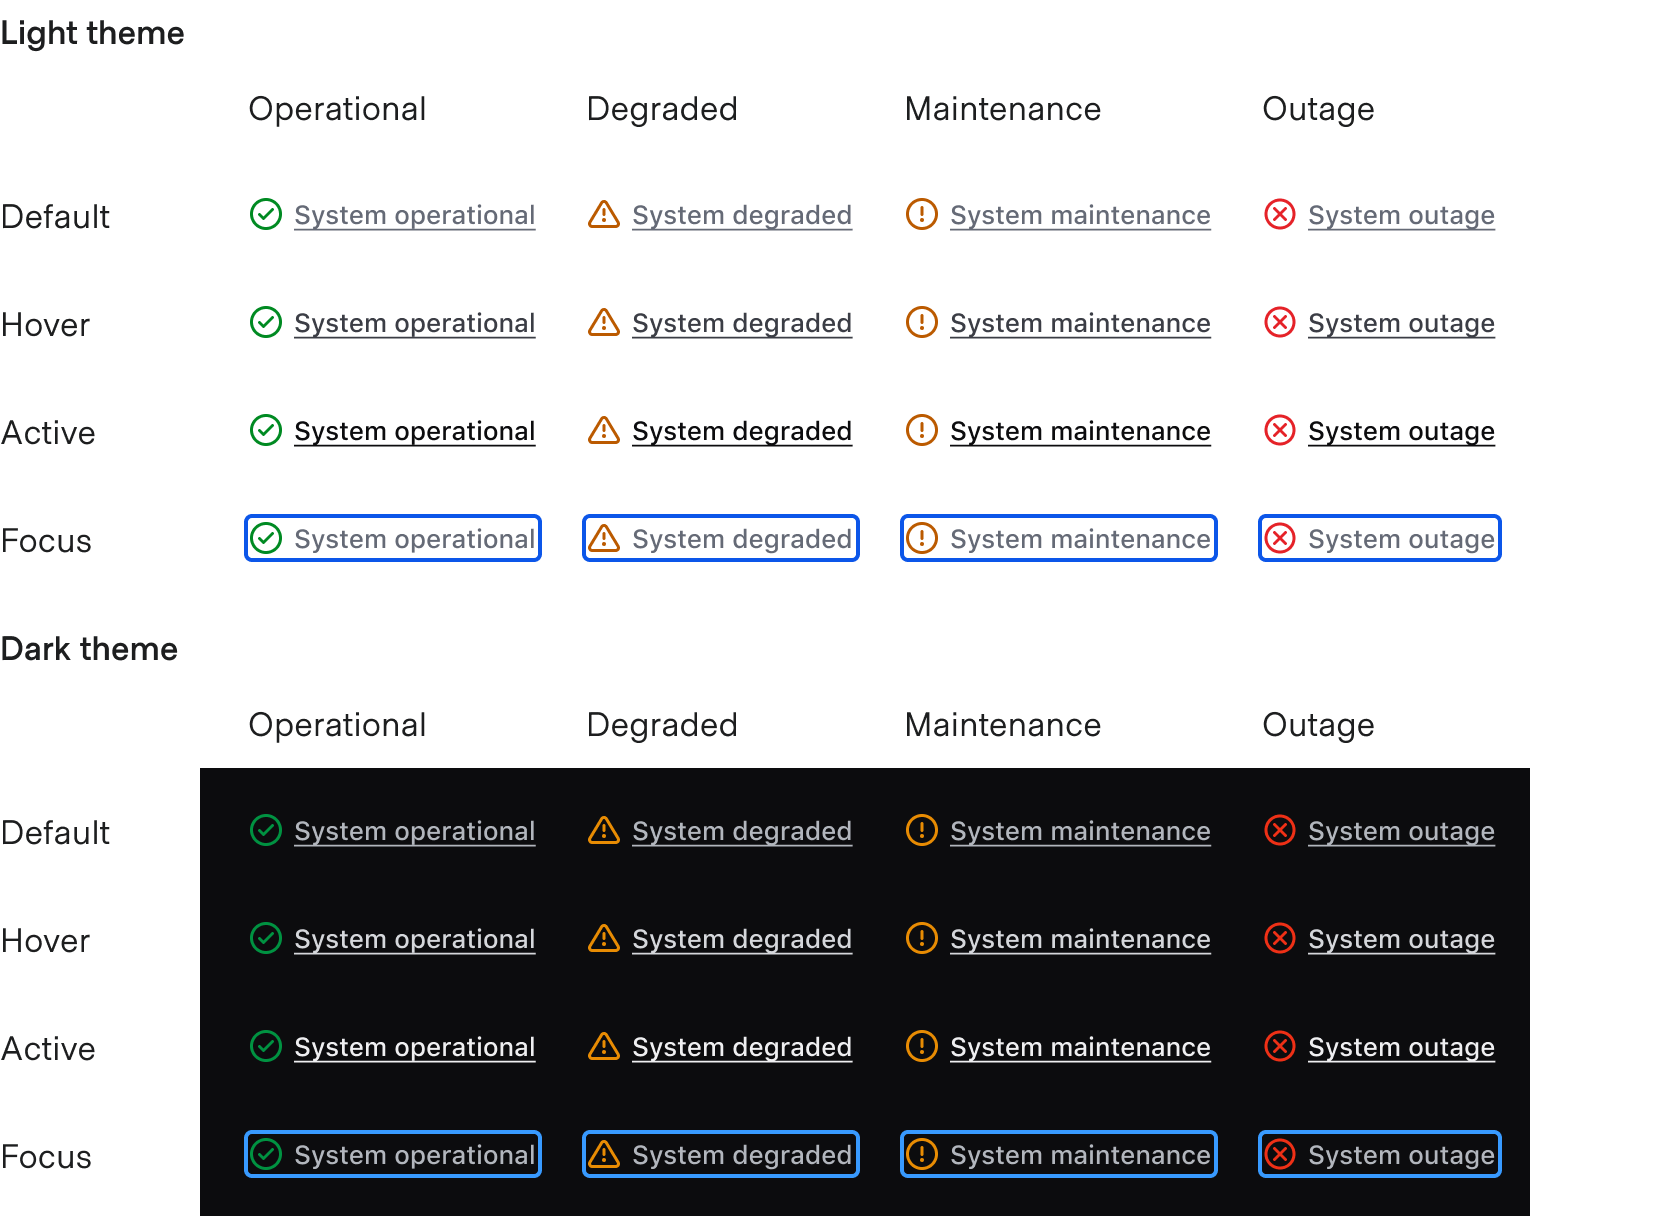 Light theme
Operational Degraded Maintenance Outage
Default System operational System degraded System maintenance System outage
Hover System operational System degraded System maintenance System outage
Active System operational System degraded System maintenance System outage
Focus System operational System degraded System maintenance System outage
Dark theme
Operational Degraded Maintenance Outage
Default System operational System degraded System maintenance System outage
Hover System operational System degraded System maintenance System outage
Active System operational System degraded System maintenance System outage
Focus System operational System degraded System maintenance System outage